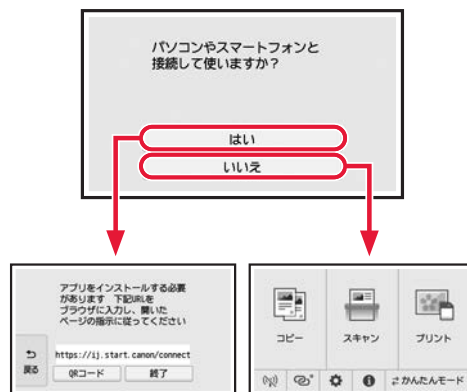 パソコンやスマートフォンと
接続して使いますか？
はい
いいえ
アプリをインストールする必要
があります 下記URLを
ブラウザに入力し、開いた
ページの指示に従ってください
戻る
https://ij.start.canon/connect
QRコード
終了
コピー
スキャン
プリント
かんたんモード